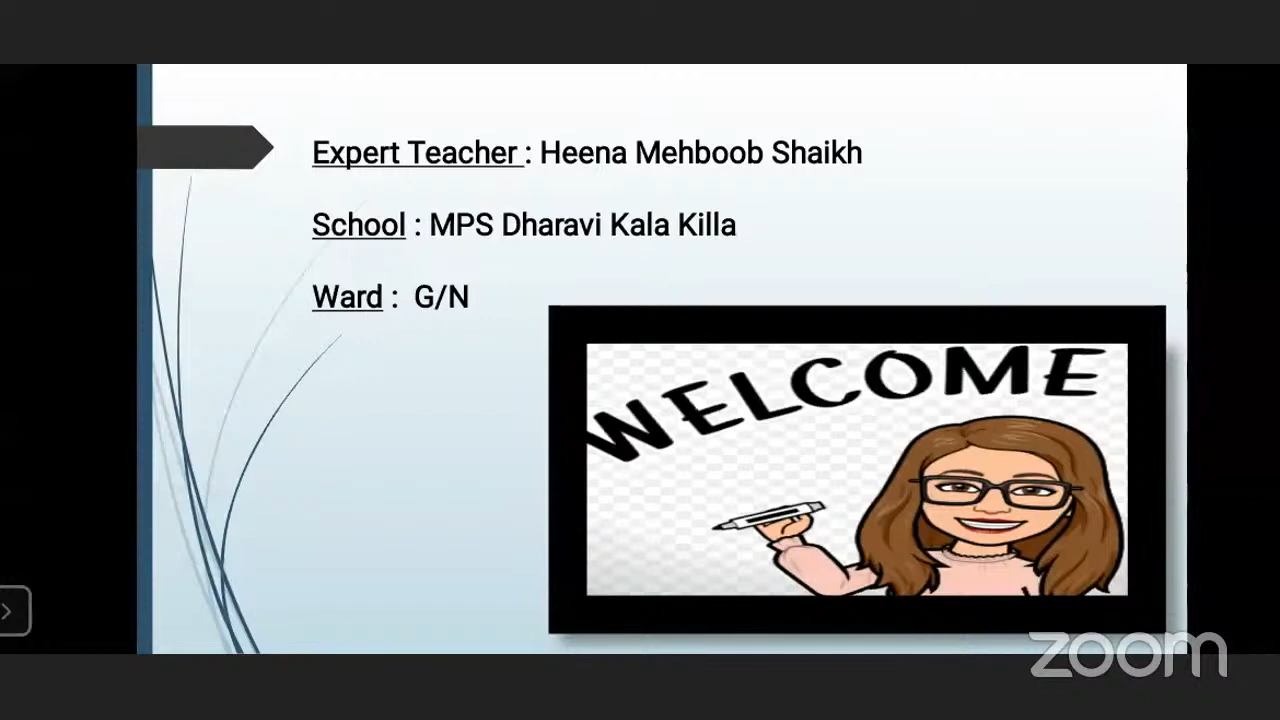 Expert Teacher : Heena Mehboob Shaikh
School : MPS Dharavi Kala Killa
Ward :  G/N
WELCOME
zoom